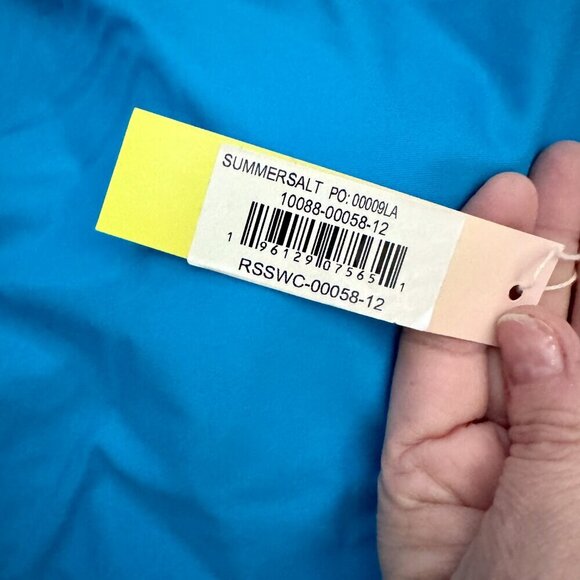 SUMMERSALT PO: 00009LA
10088-00058-12
1 96129 07565 1
RSSWC-00058-12